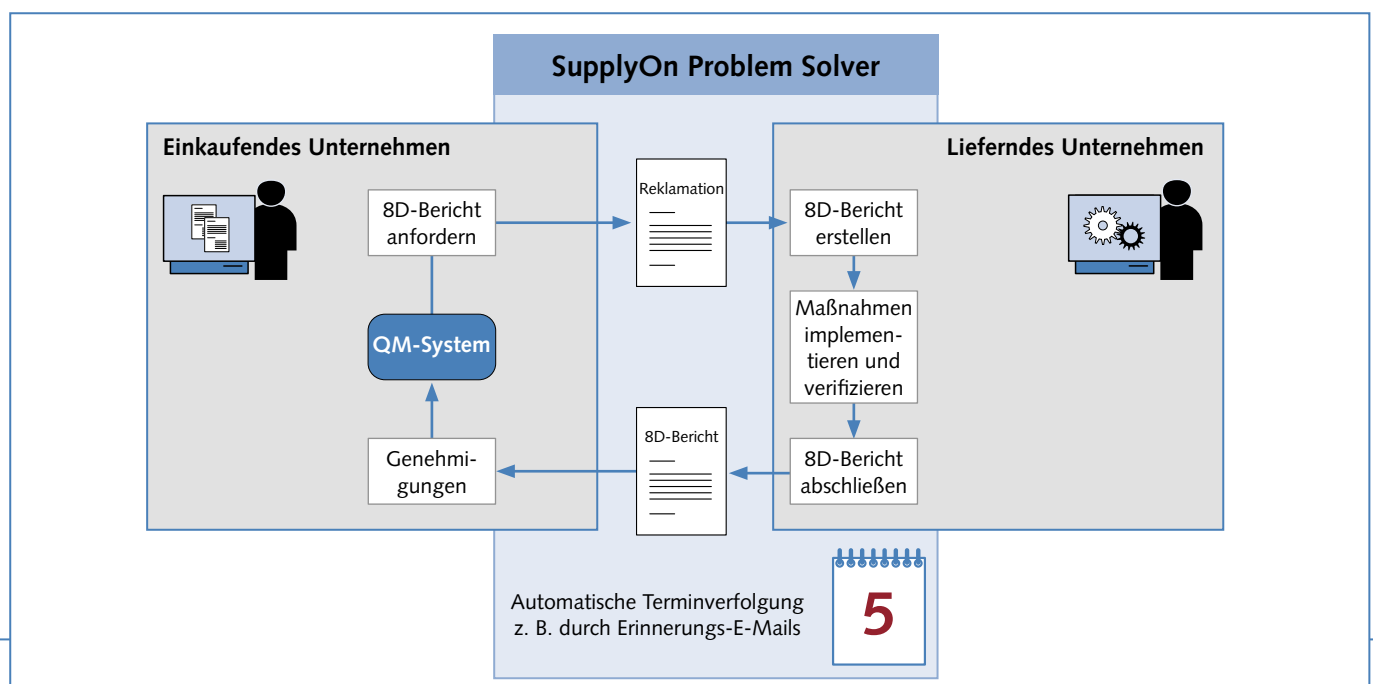 SupplyOn Problem Solver
Einkaufendes Unternehmen
Lieferndes Unternehmen
8D-Bericht
anfordern
Reklamation
8D-Bericht
erstellen
Maßnahmen
implemen-
tieren und
verifizieren
QM-System
Genehmi-
gungen
8D-Bericht
8D-Bericht
abschließen
Automatische Terminverfolgung
z. B. durch Erinnerungs-E-Mails
5